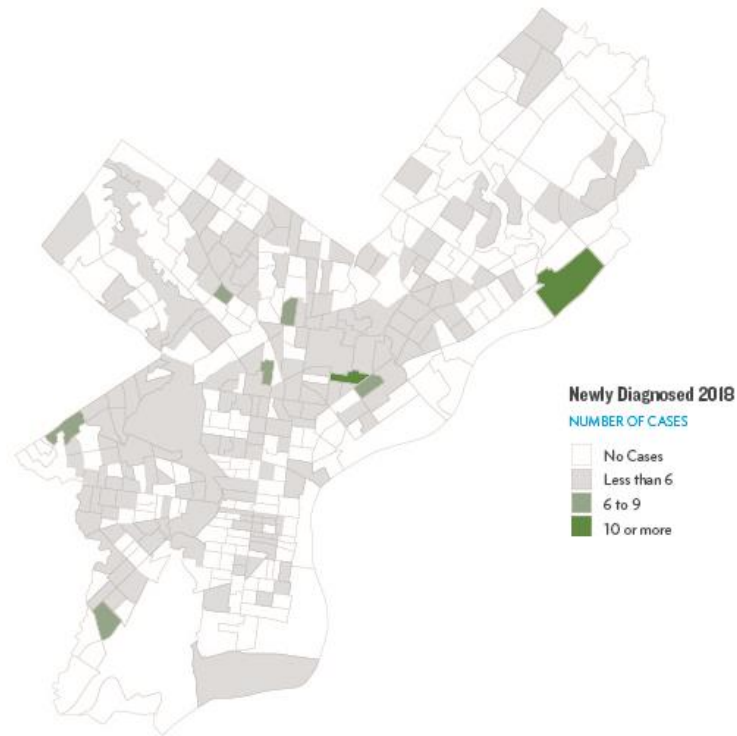 Newly Diagnosed 2018
NUMBER OF CASES
No Cases
Less than 6
6 to 9
10 or more